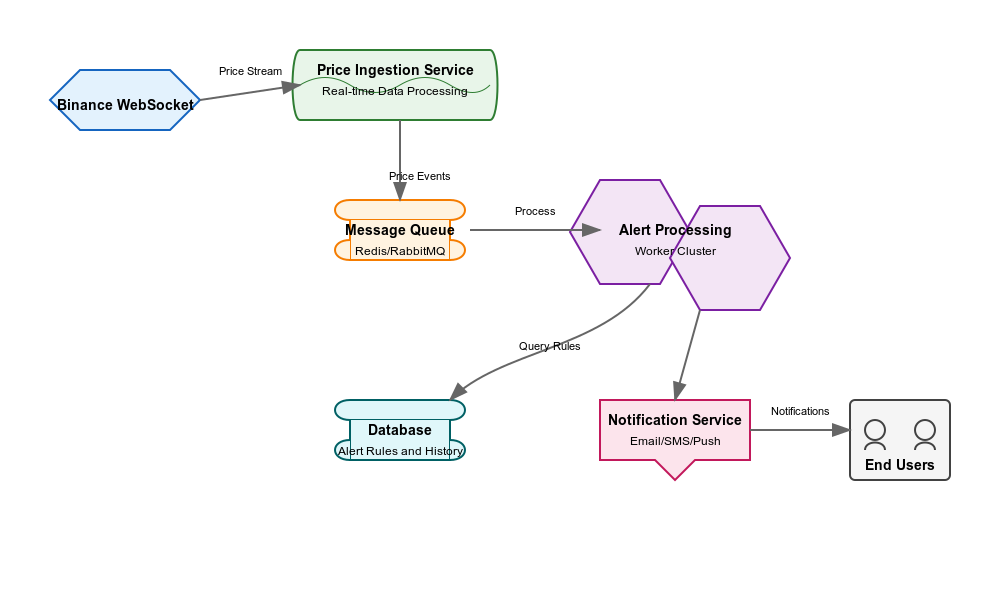 Price Stream
Binance WebSocket
Price Ingestion Service
Real-time Data Processing
Price Events
Message Queue
Redis/RabbitMQ
Process
Alert Processing
Worker Cluster
Query Rules
Database
Alert Rules and History
Notification Service
Email/SMS/Push
Notifications
End Users